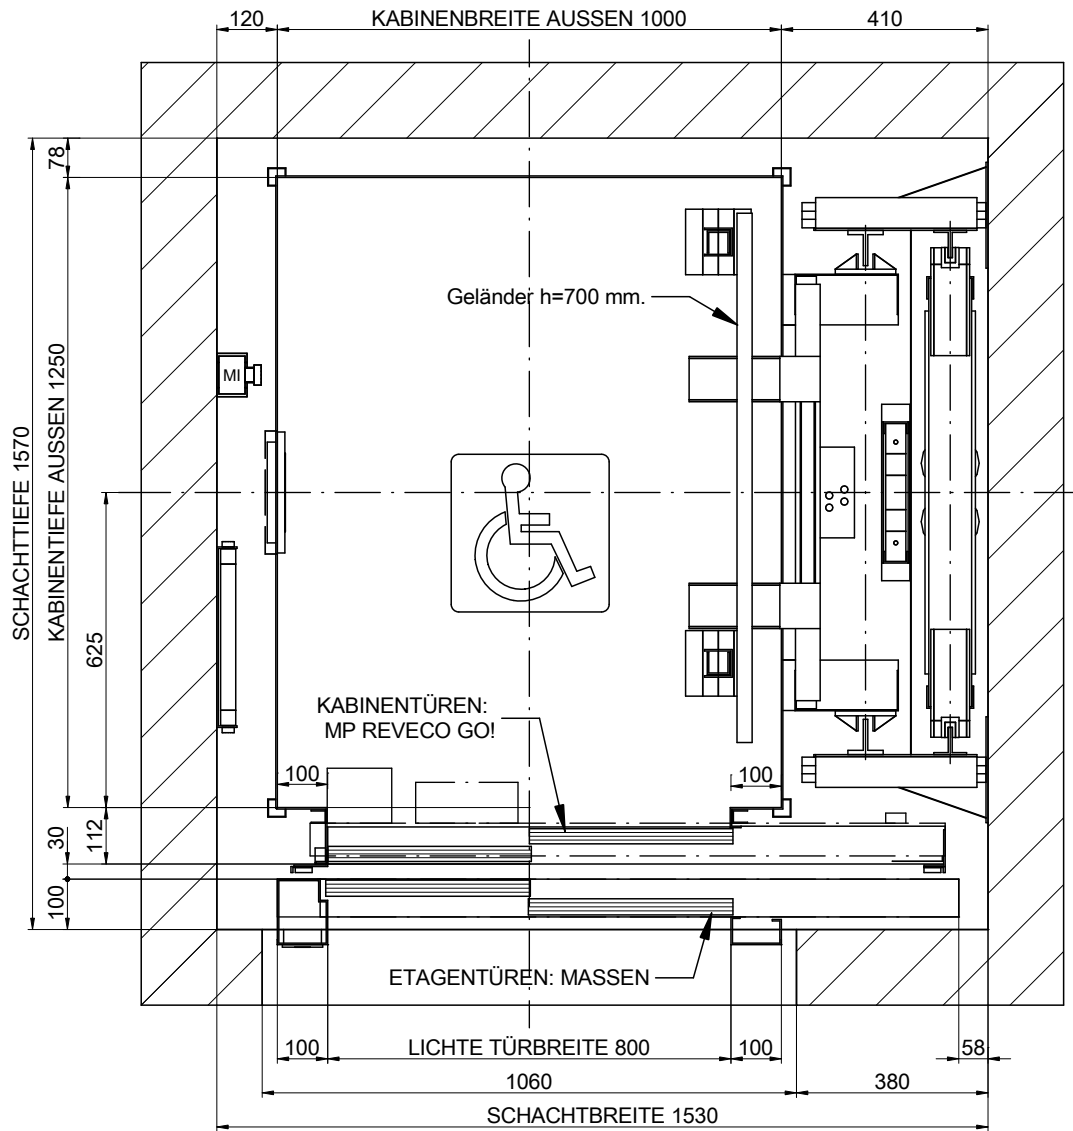 120
KABINENBREITE AUSSEN 1000
410
78
SCHACHTTIEFE 1570
KABINENTIEFE AUSSEN 1250
Geländer h=700 mm.
MI
625
KABINENTÜREN:
MP REVECO GO!
100
100
112
30
100
ETAGENTÜREN: MASSEN
100
LICHTE TÜRBREITE 800
100
58
1060
380
SCHACHTBREITE 1530